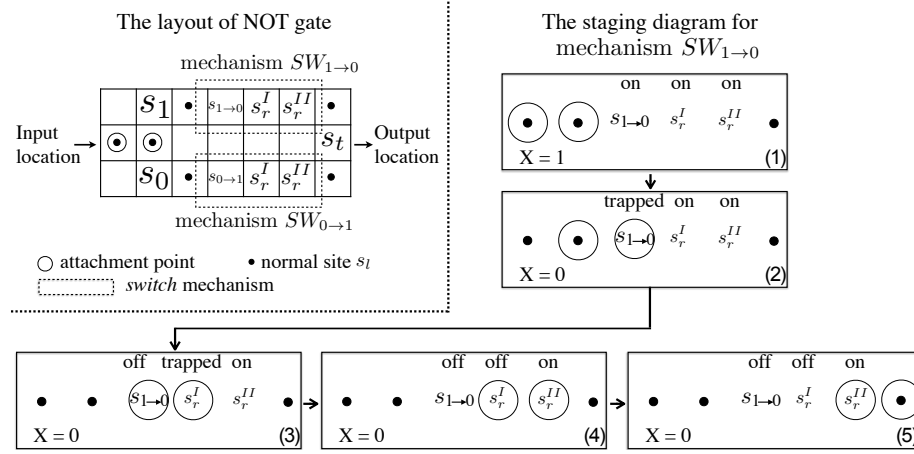 The layout of NOT gate
mechanism SW1→0
s1 s1→0 s_r^I s_r^II
Input location
s_t
Output location
s0 s0→1 s_r^I s_r^II
mechanism SW0→1
attachment point
normal site s_l
switch mechanism
The staging diagram for
mechanism SW1→0
on on on
s1→0 s_r^I s_r^II
X = 1 (1)
trapped on on
s1→0 s_r^I s_r^II
X = 0 (2)
off trapped on
s1→0 s_r^I s_r^II
X = 0 (3)
off off on
s1→0 s_r^I s_r^II
X = 0 (4)
off off on
s1→0 s_r^I s_r^II
X = 0 (5)